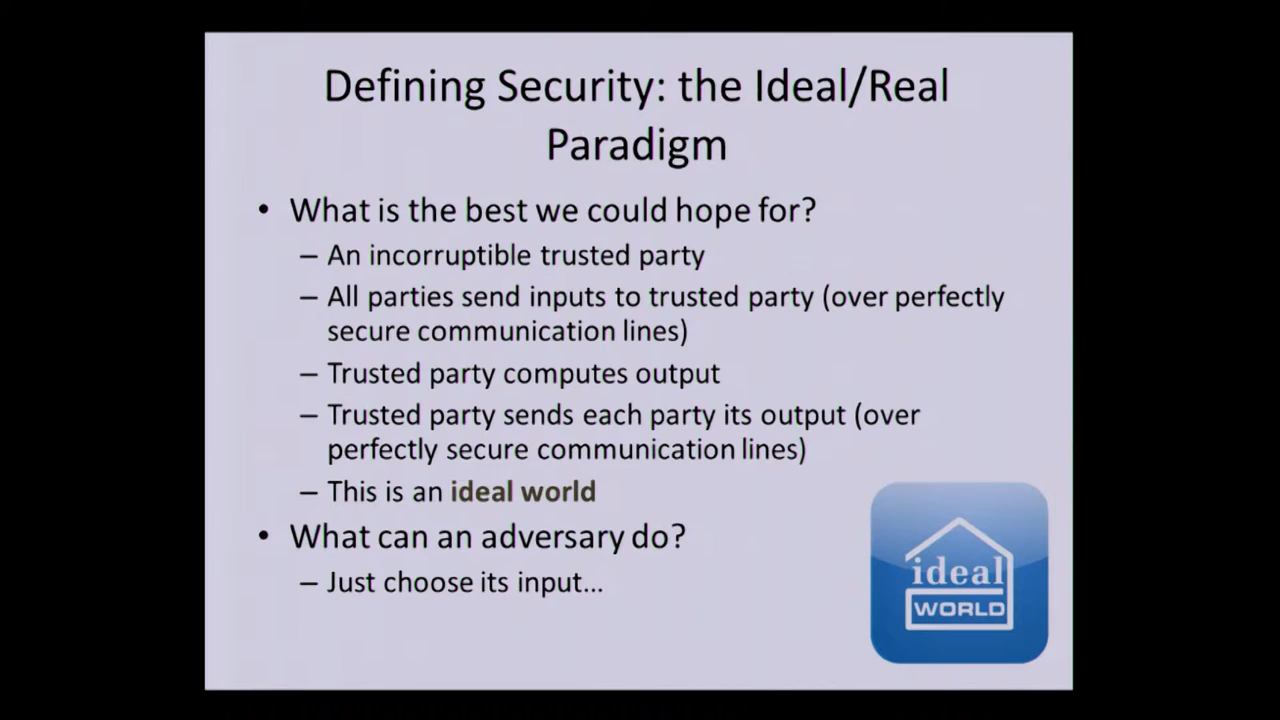 Defining Security: the Ideal/Real
Paradigm
• What is the best we could hope for?
– An incorruptible trusted party
– All parties send inputs to trusted party (over perfectly
secure communication lines)
– Trusted party computes output
– Trusted party sends each party its output (over
perfectly secure communication lines)
– This is an ideal world
• What can an adversary do?
– Just choose its input...
ideal
WORLD